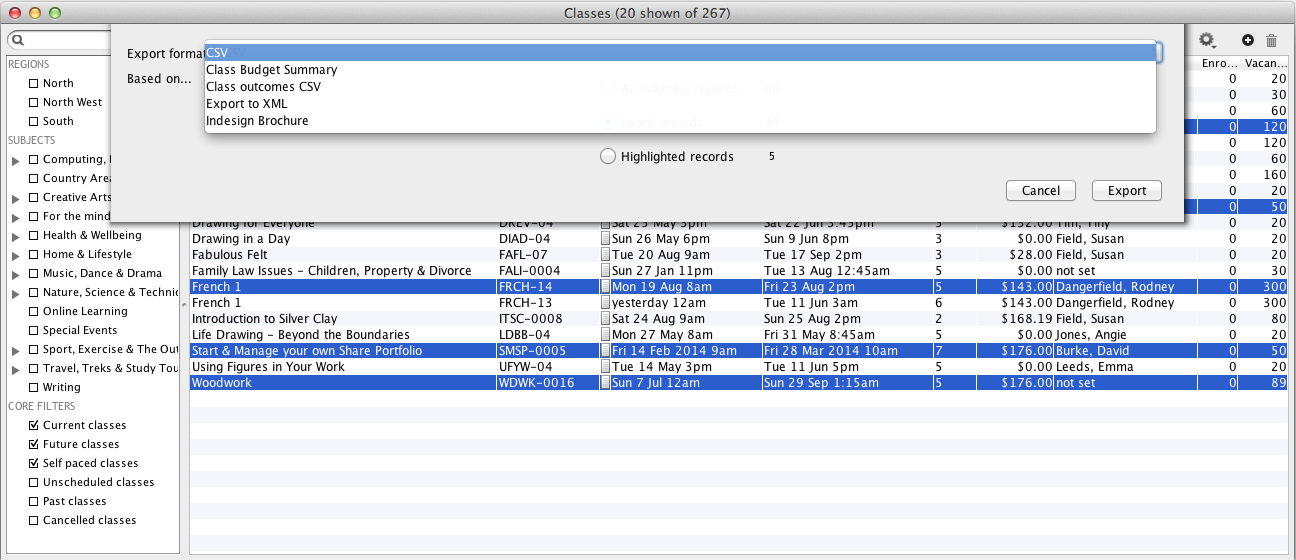 Classes (20 shown of 267)
Export format CSV
Class Budget Summary
Based on...
Class outcomes CSV
All available records 267
Export to XML
Listed records 20
Indesign Brochure
Highlighted records 5
Cancel Export
REGIONS
North
North West
South
SUBJECTS
Computing,
Country Area
Creative Arts
For the mind
Health & Wellbeing
Home & Lifestyle
Music, Dance & Drama
Nature, Science & Technic
Online Learning
Special Events
Sport, Exercise & The Out
Travel, Treks & Study Tou
Writing
CORE FILTERS
Current classes
Future classes
Self paced classes
Unscheduled classes
Past classes
Cancelled classes
Enro... Vacan...
0 20
0 30
0 60
0 120
0 120
0 60
0 160
0 20
0 50
Drawing for Everyone DREV-04 Sat 25 May 3pm Sat 22 Jun 3:45pm 5 $132.00 Tim, Tiny 0 20
Drawing in a Day DIAD-04 Sun 26 May 6pm Sun 9 Jun 8pm 3 $0.00 Field, Susan 0 20
Fabulous Felt FAFL-07 Tue 20 Aug 9am Tue 17 Sep 2pm 3 $28.00 Field, Susan 0 20
Family Law Issues - Children, Property & Divorce FALI-0004 Sun 27 Jan 11pm Tue 13 Aug 12:45am 5 $0.00 not set 0 30
French 1 FRCH-14 Mon 19 Aug 8am Fri 23 Aug 2pm 5 $143.00 Dangerfield, Rodney 0 300
French 1 FRCH-13 yesterday 12am Tue 11 Jun 3am 6 $143.00 Dangerfield, Rodney 0 300
Introduction to Silver Clay ITSC-0008 Sat 24 Aug 9am Sun 25 Aug 2pm 2 $168.19 Field, Susan 0 80
Life Drawing - Beyond the Boundaries LDBB-04 Mon 27 May 8am Fri 31 May 8:45am 5 $0.00 Jones, Angie 0 20
Start & Manage your own Share Portfolio SMSP-0005 Fri 14 Feb 2014 9am Fri 28 Mar 2014 10am 7 $176.00 Burke, David 0 50
Using Figures in Your Work UFYW-04 Tue 14 May 3pm Tue 11 Jun 5pm 5 $0.00 Leeds, Emma 0 20
Woodwork WDWK-0016 Sun 7 Jul 12am Sun 29 Sep 1:15am 5 $176.00 not set 0 89